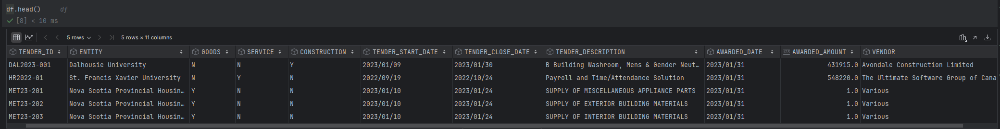 df.head() df
[8] < 10 ms
5 rows 5 rows × 11 columns
TENDER_ID ENTITY GOODS SERVICE CONSTRUCTION TENDER_START_DATE TENDER_CLOSE_DATE TENDER_DESCRIPTION AWARDED_DATE 123 AWARDED_AMOUNT VENDOR
DAL2023-001 Dalhousie University N N Y 2023/01/09 2023/01/30 B Building Washroom, Mens & Gender Neut… 2023/01/31 431915.0 Avondale Construction Limited
HR2022-01 St. Francis Xavier University N Y N 2022/09/19 2022/10/24 Payroll and Time/Attendance Solution 2023/01/31 548220.0 The Ultimate Software Group of Cana
MET23-201 Nova Scotia Provincial Housin… Y N N 2023/01/10 2023/01/24 SUPPLY OF MISCELLANEOUS APPLIANCE PARTS 2023/01/31 1.0 Various
MET23-202 Nova Scotia Provincial Housin… Y N N 2023/01/10 2023/01/24 SUPPLY OF EXTERIOR BUILDING MATERIALS 2023/01/31 1.0 Various
MET23-203 Nova Scotia Provincial Housin… Y N N 2023/01/10 2023/01/24 SUPPLY OF INTERIOR BUILDING MATERIALS 2023/01/31 1.0 Various